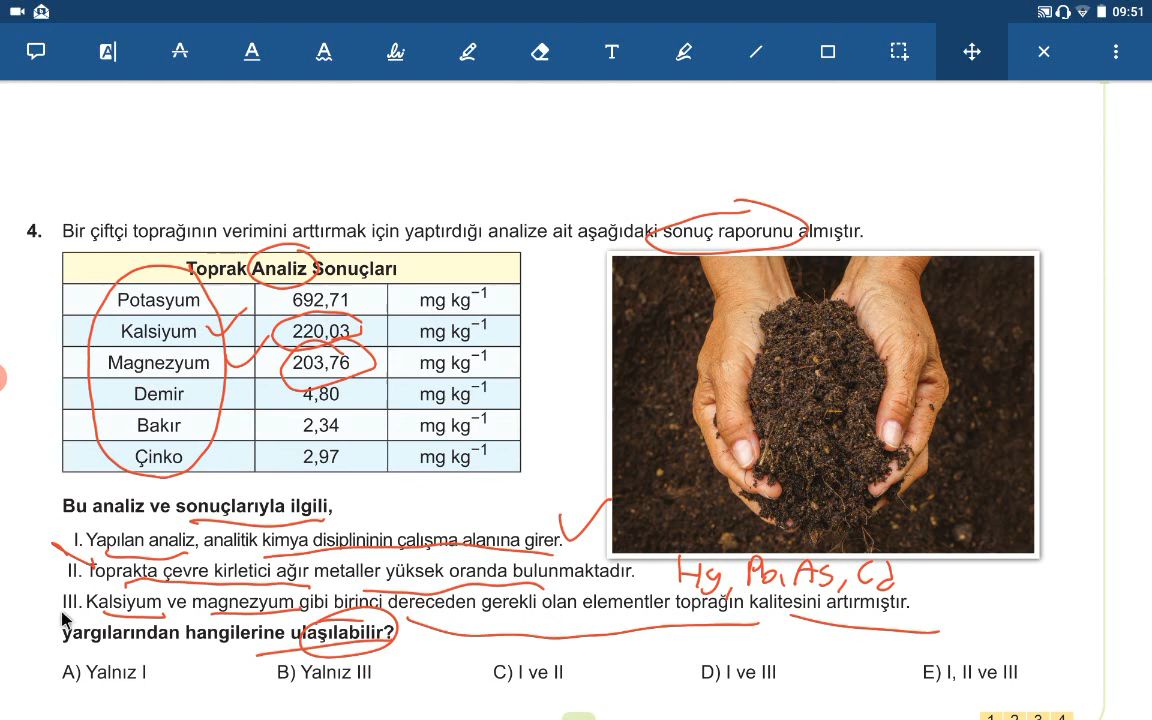 09:51
4. Bir çiftçi toprağının verimini arttırmak için yaptırdığı analize ait aşağıdaki sonuç raporunu almıştır.
Toprak Analiz Sonuçları
Potasyum 692,71 mg kg⁻¹
Kalsiyum 220,03 mg kg⁻¹
Magnezyum 203,76 mg kg⁻¹
Demir 4,80 mg kg⁻¹
Bakır 2,34 mg kg⁻¹
Çinko 2,97 mg kg⁻¹
Bu analiz ve sonuçlarıyla ilgili,
I. Yapılan analiz, analitik kimya disiplininin çalışma alanına girer.
II. Toprakta çevre kirletici ağır metaller yüksek oranda bulunmaktadır.
Hg, Pb, As, Cd
III. Kalsiyum ve magnezyum gibi birinci dereceden gerekli olan elementler toprağın kalitesini artırmıştır.
yargılarından hangilerine ulaşılabilir?
A) Yalnız I B) Yalnız III C) I ve II D) I ve III E) I, II ve III
1 2 3 4